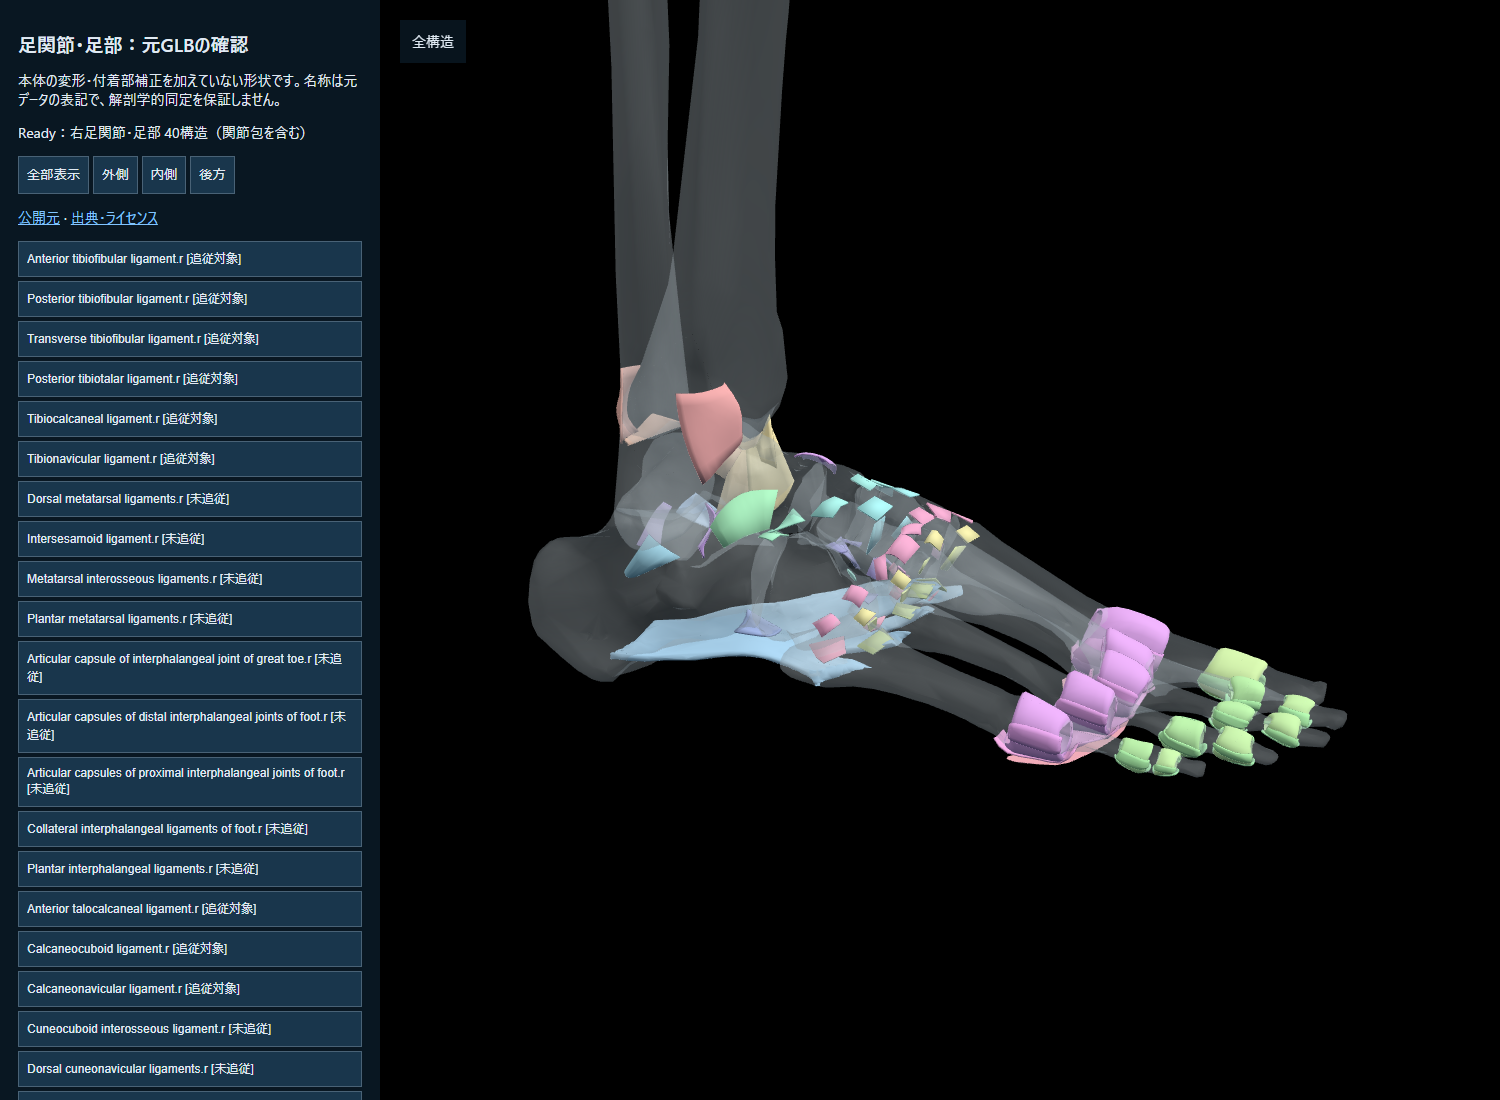 足関節・足部：元GLBの確認
本体の変形・付着部補正を加えていない形状です。名称は元
データの表記で、解剖学的同定を保証しません。
Ready：右足関節・足部 40構造（関節包を含む）
全部表示 外側 内側 後方
公開元 · 出典・ライセンス
Anterior tibiofibular ligament.r [追従対象]
Posterior tibiofibular ligament.r [追従対象]
Transverse tibiofibular ligament.r [追従対象]
Posterior tibiotalar ligament.r [追従対象]
Tibiocalcaneal ligament.r [追従対象]
Tibionavicular ligament.r [追従対象]
Dorsal metatarsal ligaments.r [未追従]
Intersesamoid ligament.r [未追従]
Metatarsal interosseous ligaments.r [未追従]
Plantar metatarsal ligaments.r [未追従]
Articular capsule of interphalangeal joint of great toe.r [未追
従]
Articular capsules of distal interphalangeal joints of foot.r [未
追従]
Articular capsules of proximal interphalangeal joints of foot.r
[未追従]
Collateral interphalangeal ligaments of foot.r [未追従]
Plantar interphalangeal ligaments.r [未追従]
Anterior talocalcaneal ligament.r [追従対象]
Calcaneocuboid ligament.r [追従対象]
Calcaneonavicular ligament.r [追従対象]
Cuneocuboid interosseous ligament.r [未追従]
Dorsal cuneonavicular ligaments.r [未追従]
全構造